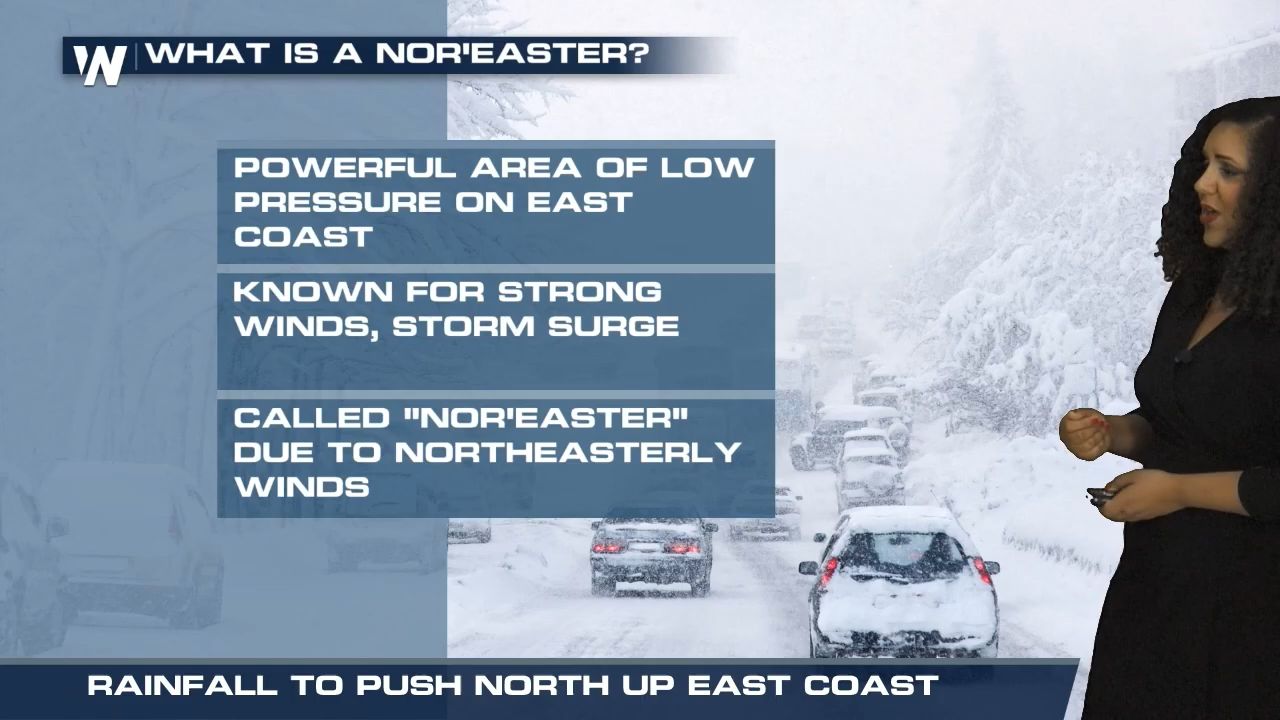 W
WHAT IS A NOR'EASTER?
POWERFUL AREA OF LOW
PRESSURE ON EAST
COAST
KNOWN FOR STRONG
WINDS, STORM SURGE
CALLED "NOR'EASTER"
DUE TO NORTHEASTERLY
WINDS
RAINFALL TO PUSH NORTH UP EAST COAST